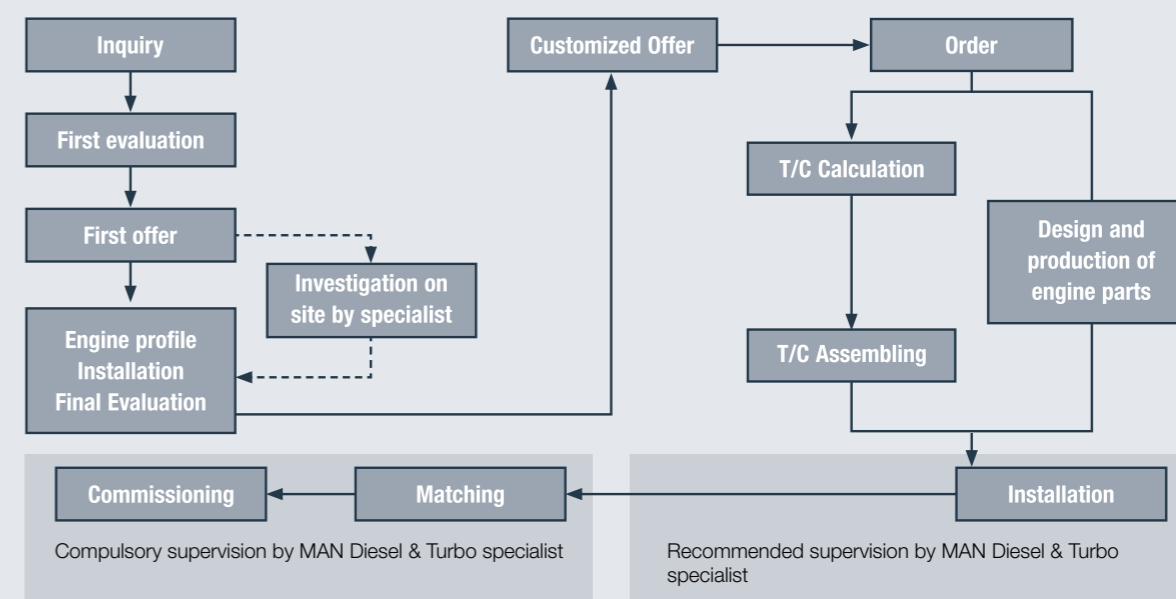 Inquiry
First evaluation
First offer
Investigation on
site by specialist
Engine profile
Installation
Final Evaluation
Customized Offer
Order
T/C Calculation
Design and
production of
engine parts
T/C Assembling
Installation
Recommended supervision by MAN Diesel & Turbo
specialist
Matching
Commissioning
Compulsory supervision by MAN Diesel & Turbo specialist